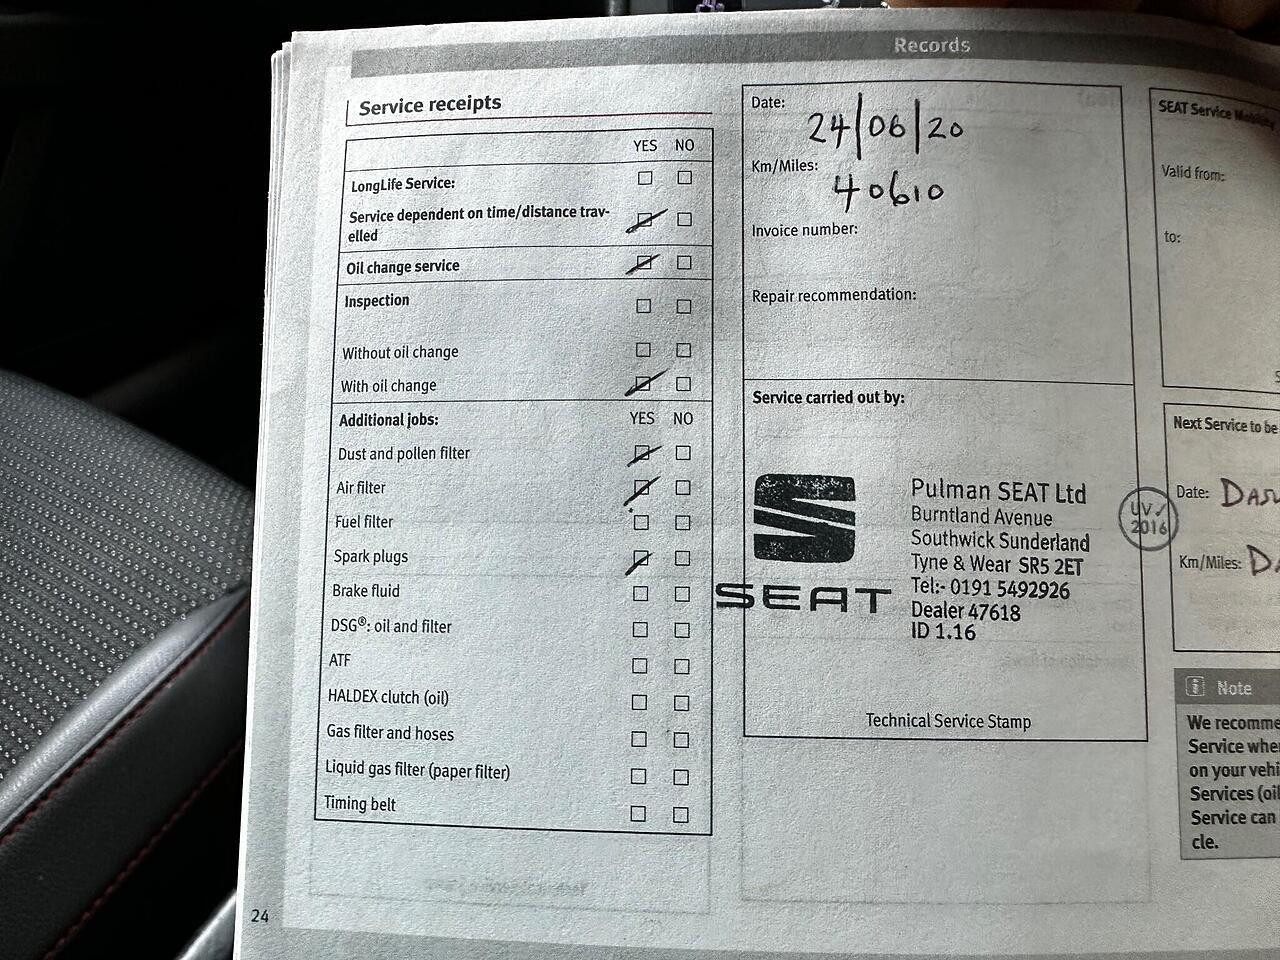 Records
Service receipts
YES NO
LongLife Service:
Service dependent on time/distance trav-
elled
Oil change service
Inspection
Without oil change
With oil change
Additional jobs: YES NO
Dust and pollen filter
Air filter
Fuel filter
Spark plugs
Brake fluid
DSG®: oil and filter
ATF
HALDEX clutch (oil)
Gas filter and hoses
Liquid gas filter (paper filter)
Timing belt
24
Date:
24/06/20
Km/Miles:
40610
Invoice number:
Repair recommendation:
Service carried out by:
SEAT
Pulman SEAT Ltd
Burntland Avenue
Southwick Sunderland
Tyne & Wear SR5 2ET
Tel:- 0191 5492926
Dealer 47618
ID 1.16
UV✓
2016
Technical Service Stamp
SEAT Service
Valid from:
to:
Next Service to be
Date:
Km/Miles:
Note
We recomme
Service whe
on your vehi
Services (oil
Service can
cle.